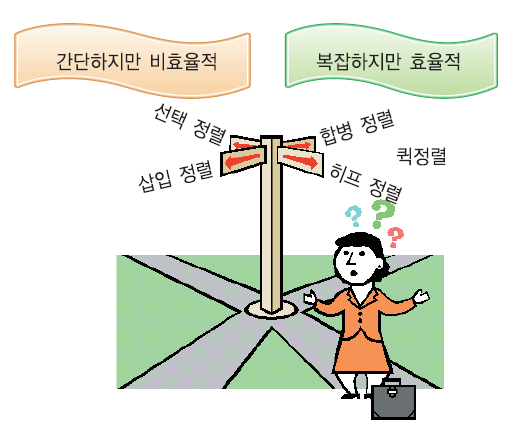 간단하지만 비효율적
복잡하지만 효율적
선택 정렬
합병 정렬
퀵정렬
삽입 정렬
히프 정렬
? ? ?